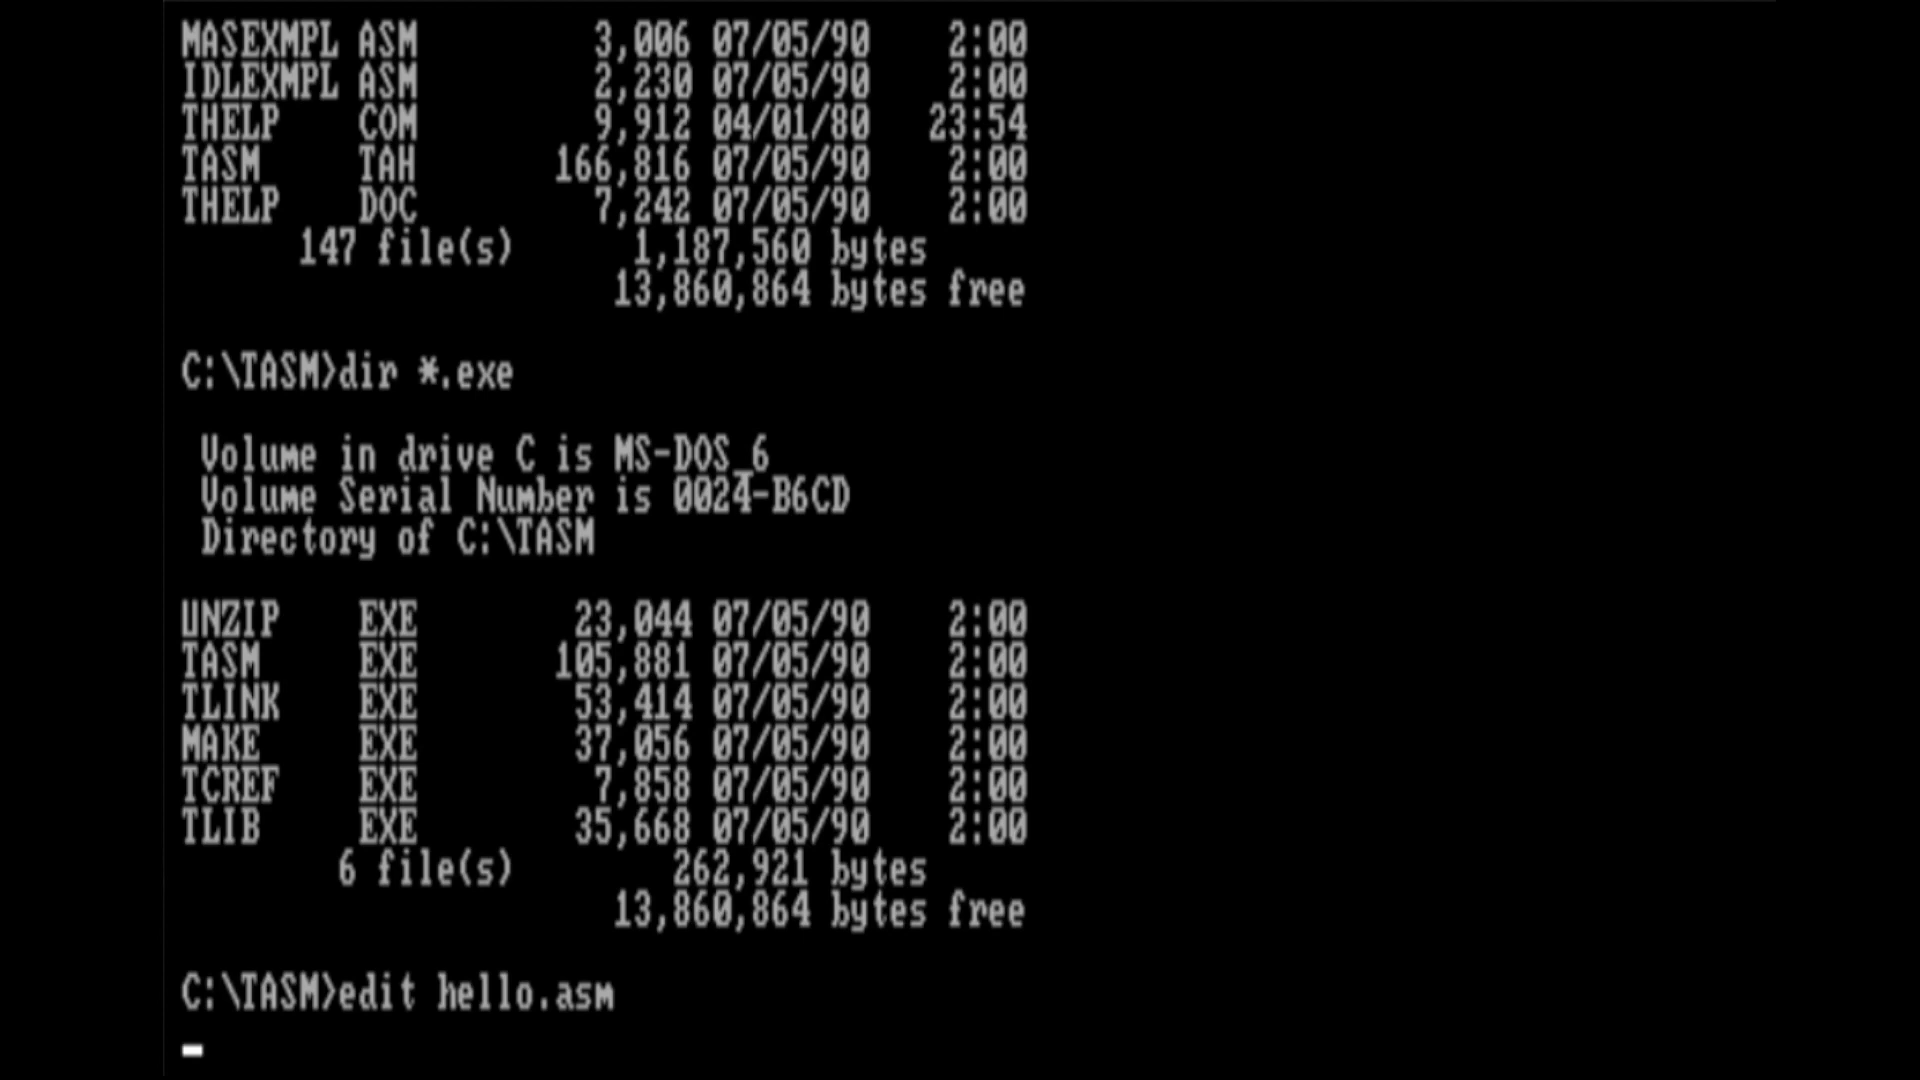 MASEXMPL ASM         3,006 07/05/90    2:00
IDLEXMPL ASM         2,230 07/05/90    2:00
THELP    COM         9,912 04/01/80   23:54
TASM     TAH       166,816 07/05/90    2:00
THELP    DOC         7,242 07/05/90    2:00
      147 file(s)      1,187,560 bytes
                      13,860,864 bytes free
C:\TASM>dir *.exe
 Volume in drive C is MS-DOS_6
 Volume Serial Number is 0024-B6CD
 Directory of C:\TASM
UNZIP    EXE        23,044 07/05/90    2:00
TASM     EXE       105,881 07/05/90    2:00
TLINK    EXE        53,414 07/05/90    2:00
MAKE     EXE        37,056 07/05/90    2:00
TCREF    EXE         7,858 07/05/90    2:00
TLIB     EXE        35,668 07/05/90    2:00
        6 file(s)        262,921 bytes
                      13,860,864 bytes free
C:\TASM>edit hello.asm